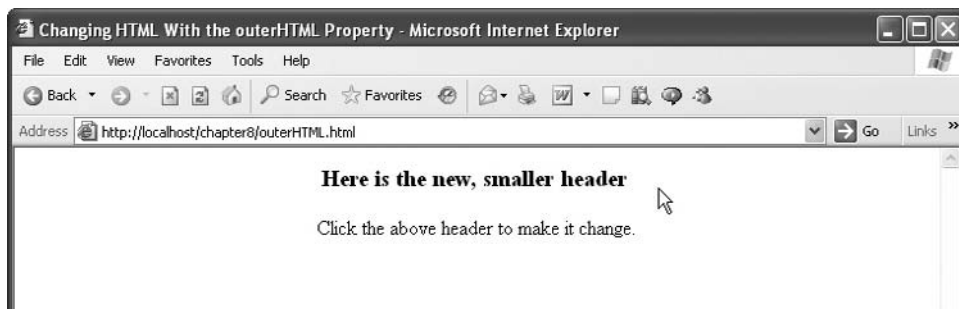 Changing HTML With the outerHTML Property - Microsoft Internet Explorer
File Edit View Favorites Tools Help
Back Search Favorites W
Address http://localhost/chapter8/outerHTML.html Go Links »
Here is the new, smaller header
Click the above header to make it change.